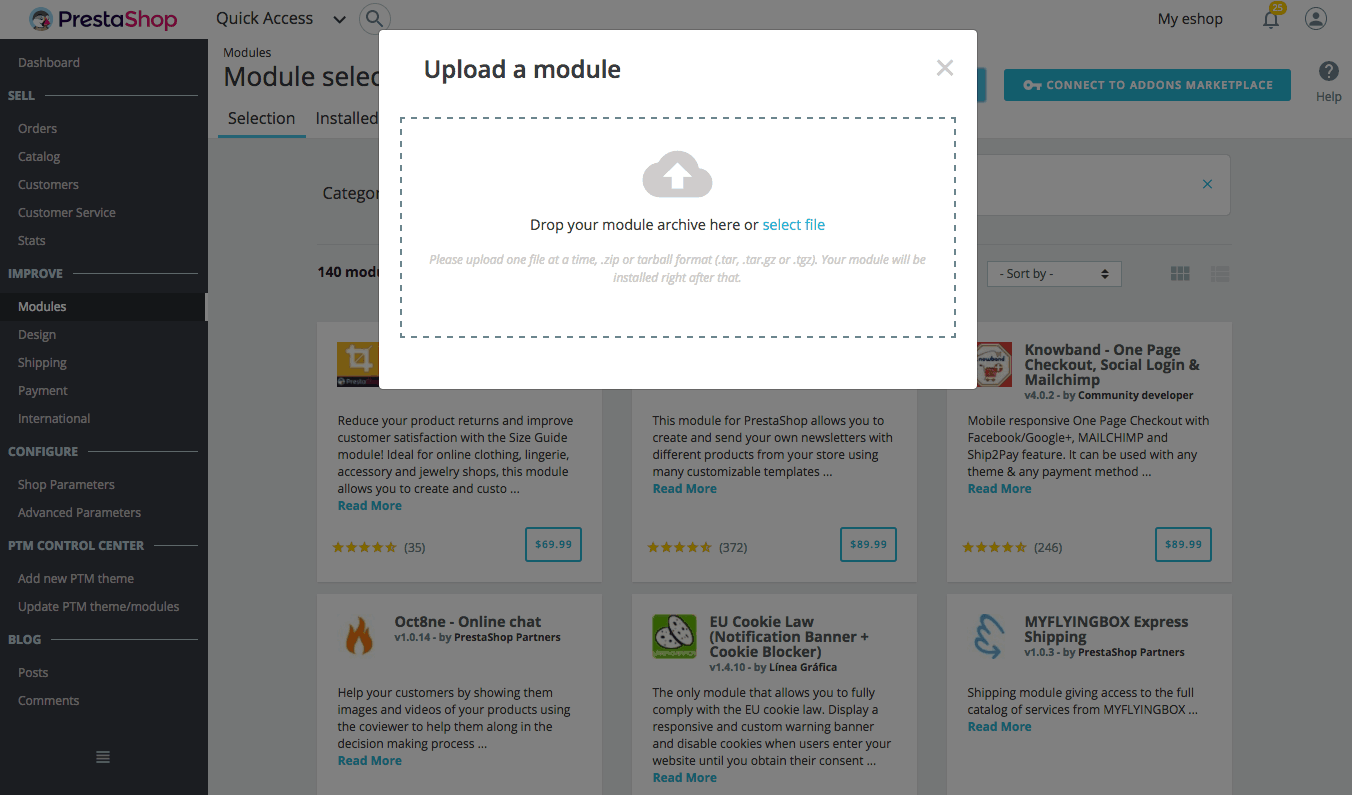 PrestaShop
Quick Access
My eshop
25
Dashboard
SELL
Orders
Catalog
Customers
Customer Service
Stats
IMPROVE
Modules
Design
Shipping
Payment
International
CONFIGURE
Shop Parameters
Advanced Parameters
PTM CONTROL CENTER
Add new PTM theme
Update PTM theme/modules
BLOG
Posts
Comments
Modules
Module selec
CONNECT TO ADDONS MARKETPLACE
Help
Selection
Installed
Upload a module
Drop your module archive here or select file
Please upload one file at a time, .zip or tarball format (.tar, .tar.gz or .tgz). Your module will be
installed right after that.
Categor
140 modu
- Sort by -
Reduce your product returns and improve
customer satisfaction with the Size Guide
module! Ideal for online clothing, lingerie,
accessory and jewelry shops, this module
allows you to create and custo ...
Read More
(35)
$69.99
This module for PrestaShop allows you to
create and send your own newsletters with
different products from your store using
many customizable templates ...
Read More
(372)
$89.99
knowband
Knowband - One Page
Checkout, Social Login &
Mailchimp
v4.0.2 - by Community developer
Mobile responsive One Page Checkout with
Facebook/Google+, MAILCHIMP and
Ship2Pay feature. It can be used with any
theme & any payment method ...
Read More
(246)
$89.99
Oct8ne - Online chat
v1.0.14 - by PrestaShop Partners
Help your customers by showing them
images and videos of your products using
the coviewer to help them along in the
decision making process ...
Read More
EU Cookie Law
(Notification Banner +
Cookie Blocker)
v1.4.10 - by Línea Gráfica
The only module that allows you to fully
comply with the EU cookie law. Display a
responsive and custom warning banner
and disable cookies when users enter your
website until you obtain their consent ...
Read More
MYFLYINGBOX Express
Shipping
v1.0.3 - by PrestaShop Partners
Shipping module giving access to the full
catalog of services from MYFLYINGBOX ...
Read More